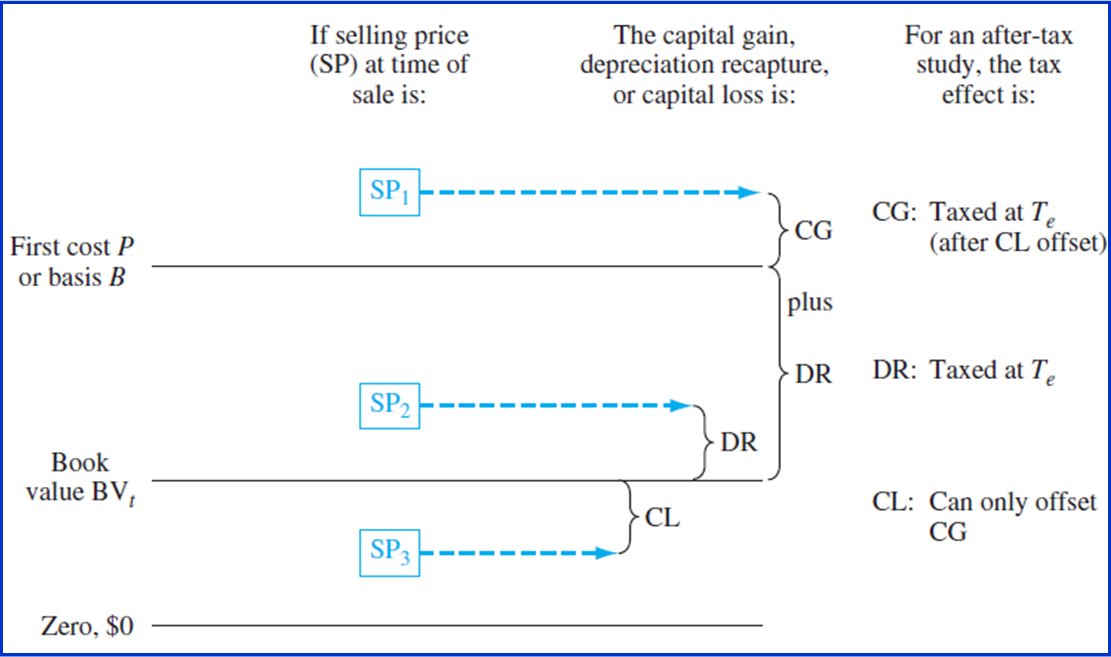 If selling price
(SP) at time of
sale is:
The capital gain,
depreciation recapture,
or capital loss is:
For an after-tax
study, the tax
effect is:
SP₁
CG
CG: Taxed at Tₑ
(after CL offset)
First cost P
or basis B
plus
DR
DR: Taxed at Tₑ
SP₂
DR
Book
value BVₜ
CL
CL: Can only offset
CG
SP₃
Zero, $0